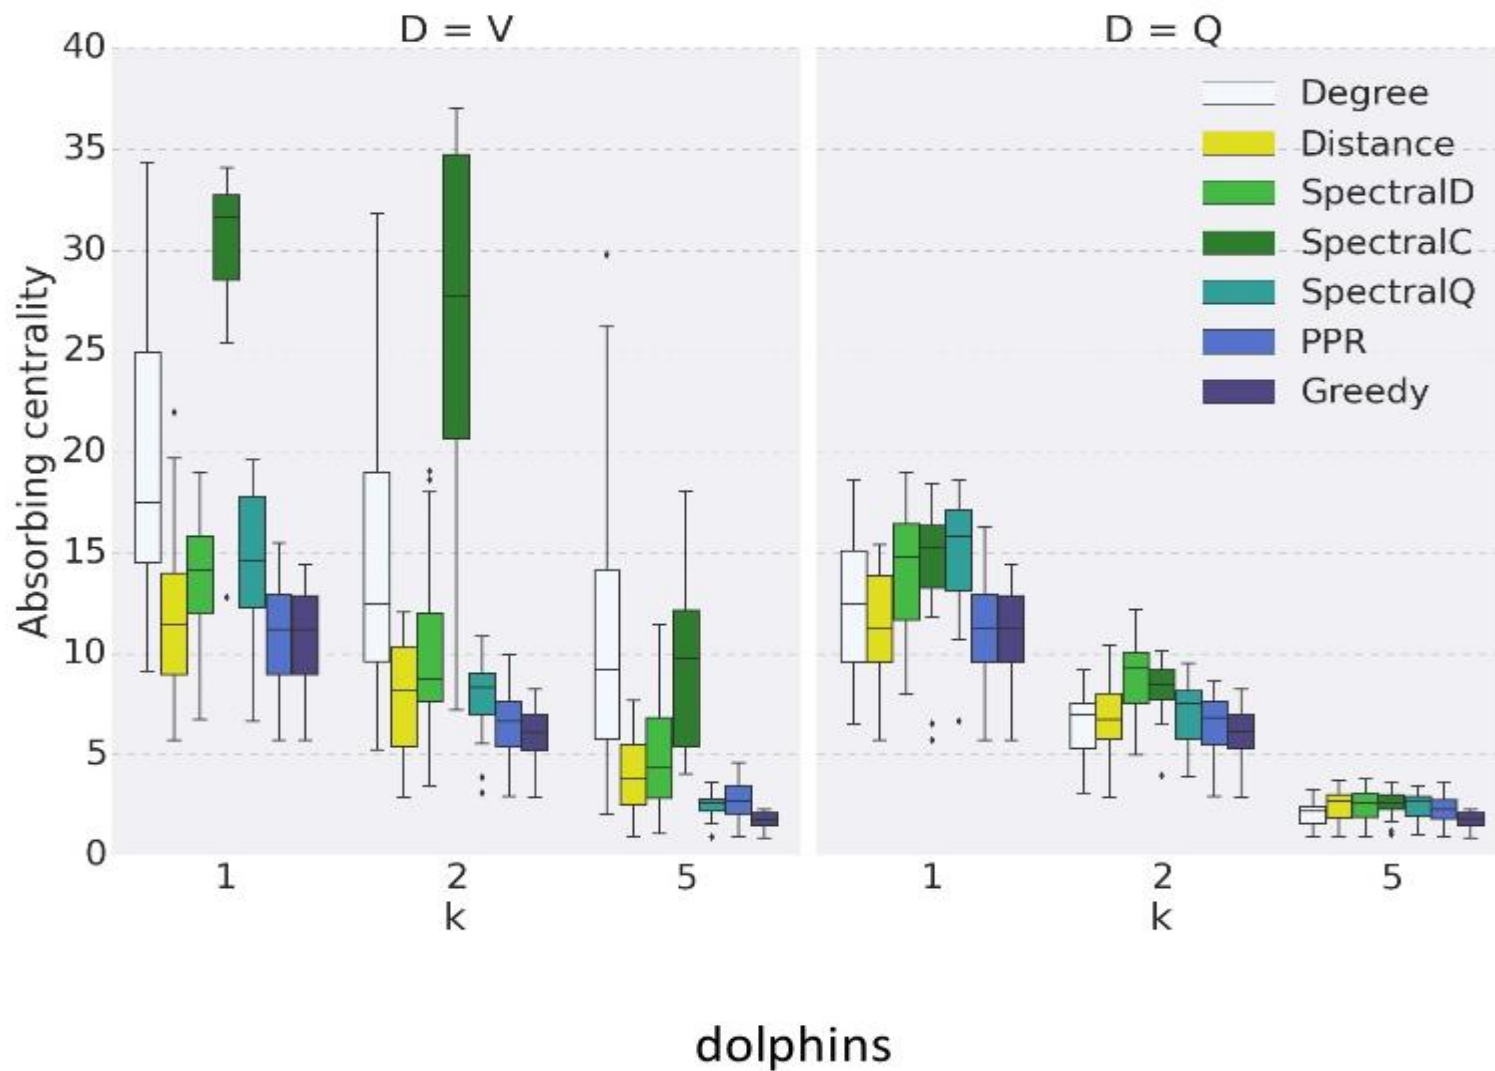 D = V
D = Q
40
35
30
25
20
15
10
5
0
Absorbing centrality
Degree
Distance
SpectralD
SpectralC
SpectralQ
PPR
Greedy
1 2 5
k
1 2 5
k
dolphins